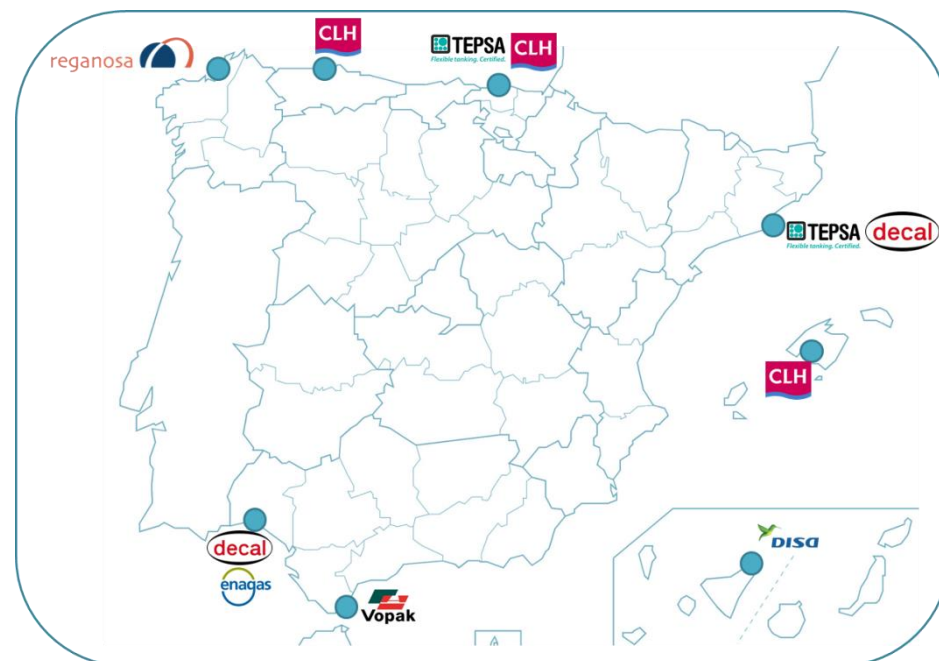 reganosa
CLH
TEPSA
Flexible tanking. Certified.
CLH
TEPSA
Flexible tanking. Certified.
decal
CLH
DISA
decal
enagas
Vopak